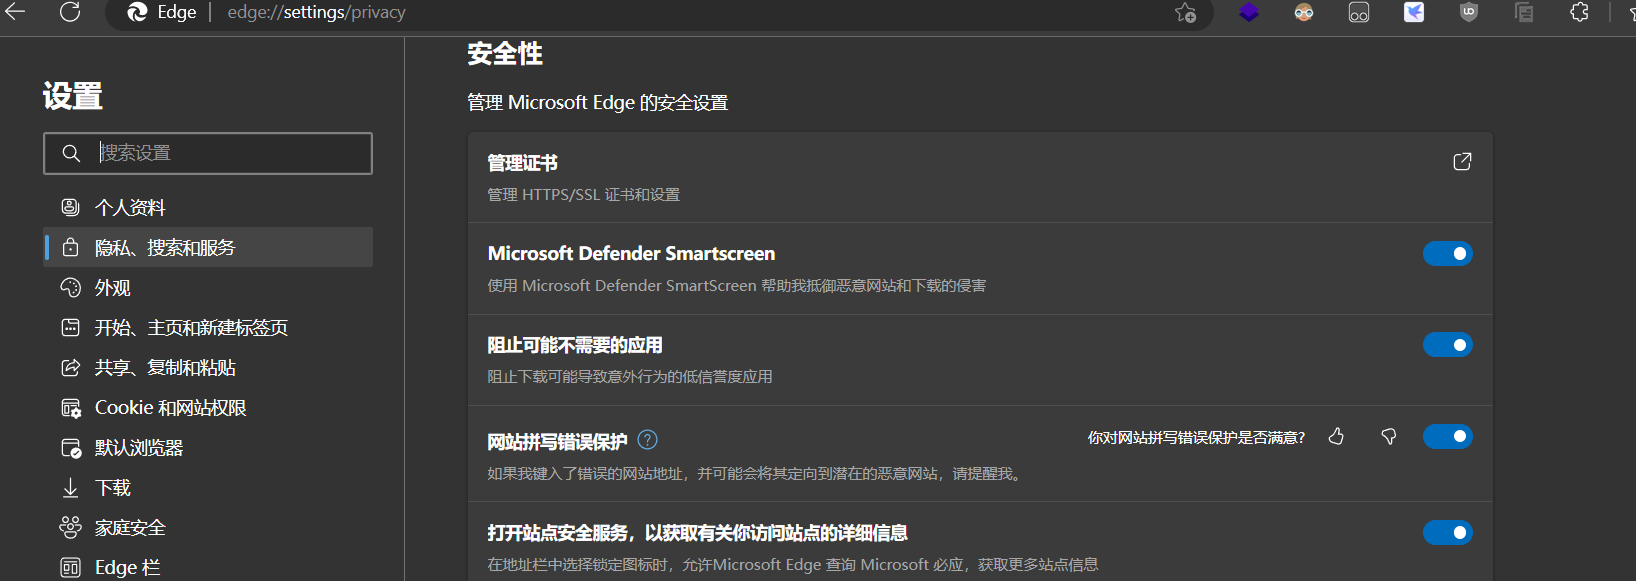 Edge
edge://settings/privacy
设置
搜索设置
个人资料
隐私、搜索和服务
外观
开始、主页和新建标签页
共享、复制和粘贴
Cookie 和网站权限
默认浏览器
下载
家庭安全
Edge 栏
安全性
管理 Microsoft Edge 的安全设置
管理证书
管理 HTTPS/SSL 证书和设置
Microsoft Defender Smartscreen
使用 Microsoft Defender SmartScreen 帮助我抵御恶意网站和下载的侵害
阻止可能不需要的应用
阻止下载可能导致意外行为的低信誉度应用
网站拼写错误保护
你对网站拼写错误保护是否满意?
如果我键入了错误的网站地址，并可能会将其定向到潜在的恶意网站，请提醒我。
打开站点安全服务，以获取有关你访问站点的详细信息
在地址栏中选择锁定图标时，允许Microsoft Edge 查询 Microsoft 必应，获取更多站点信息